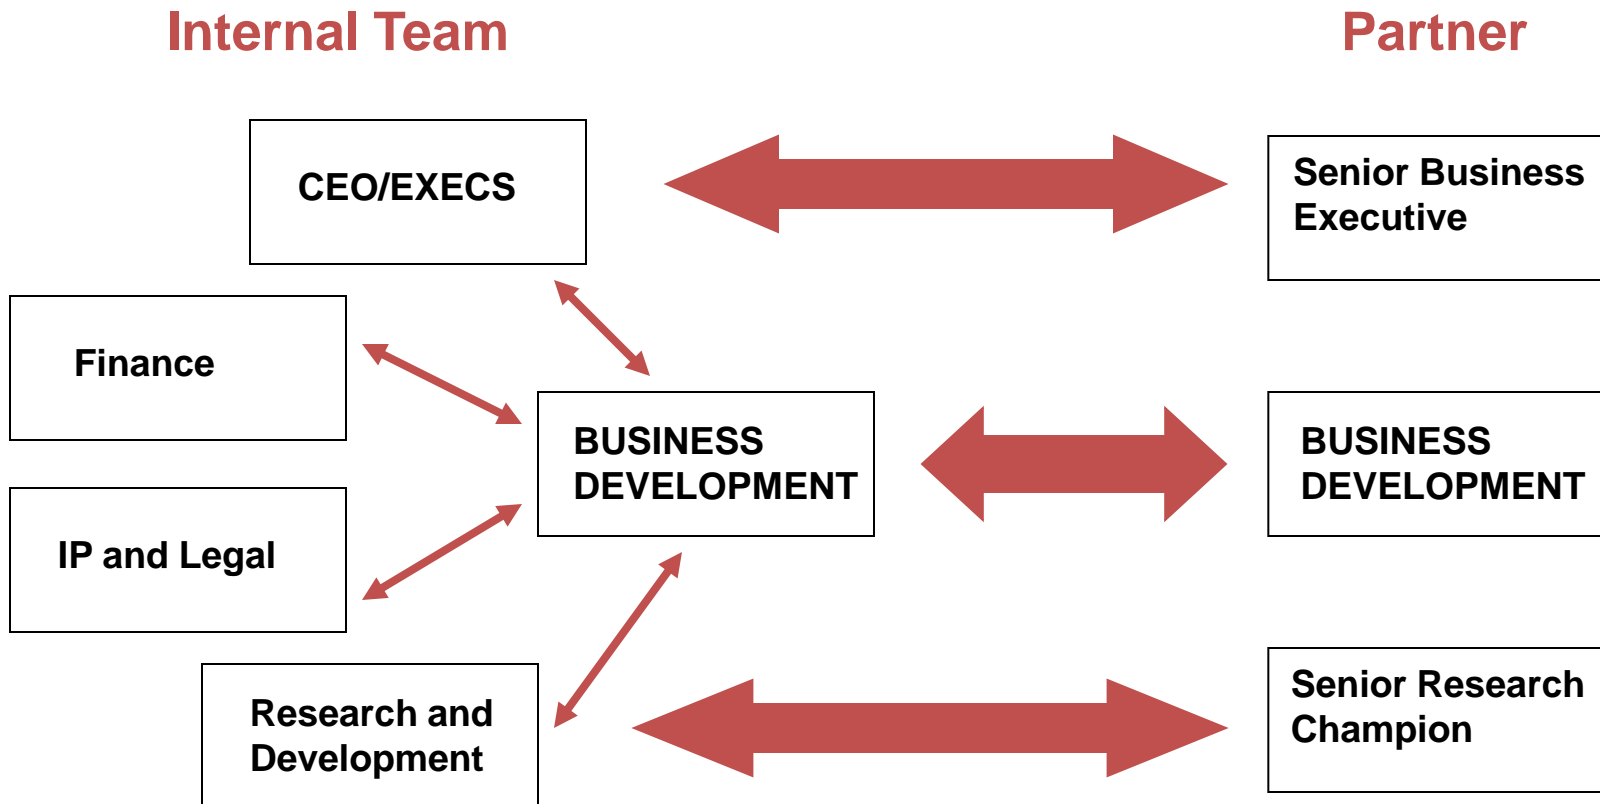 Internal Team
Partner
CEO/EXECS
Senior Business
Executive
Finance
BUSINESS
DEVELOPMENT
BUSINESS
DEVELOPMENT
IP and Legal
Research and
Development
Senior Research
Champion